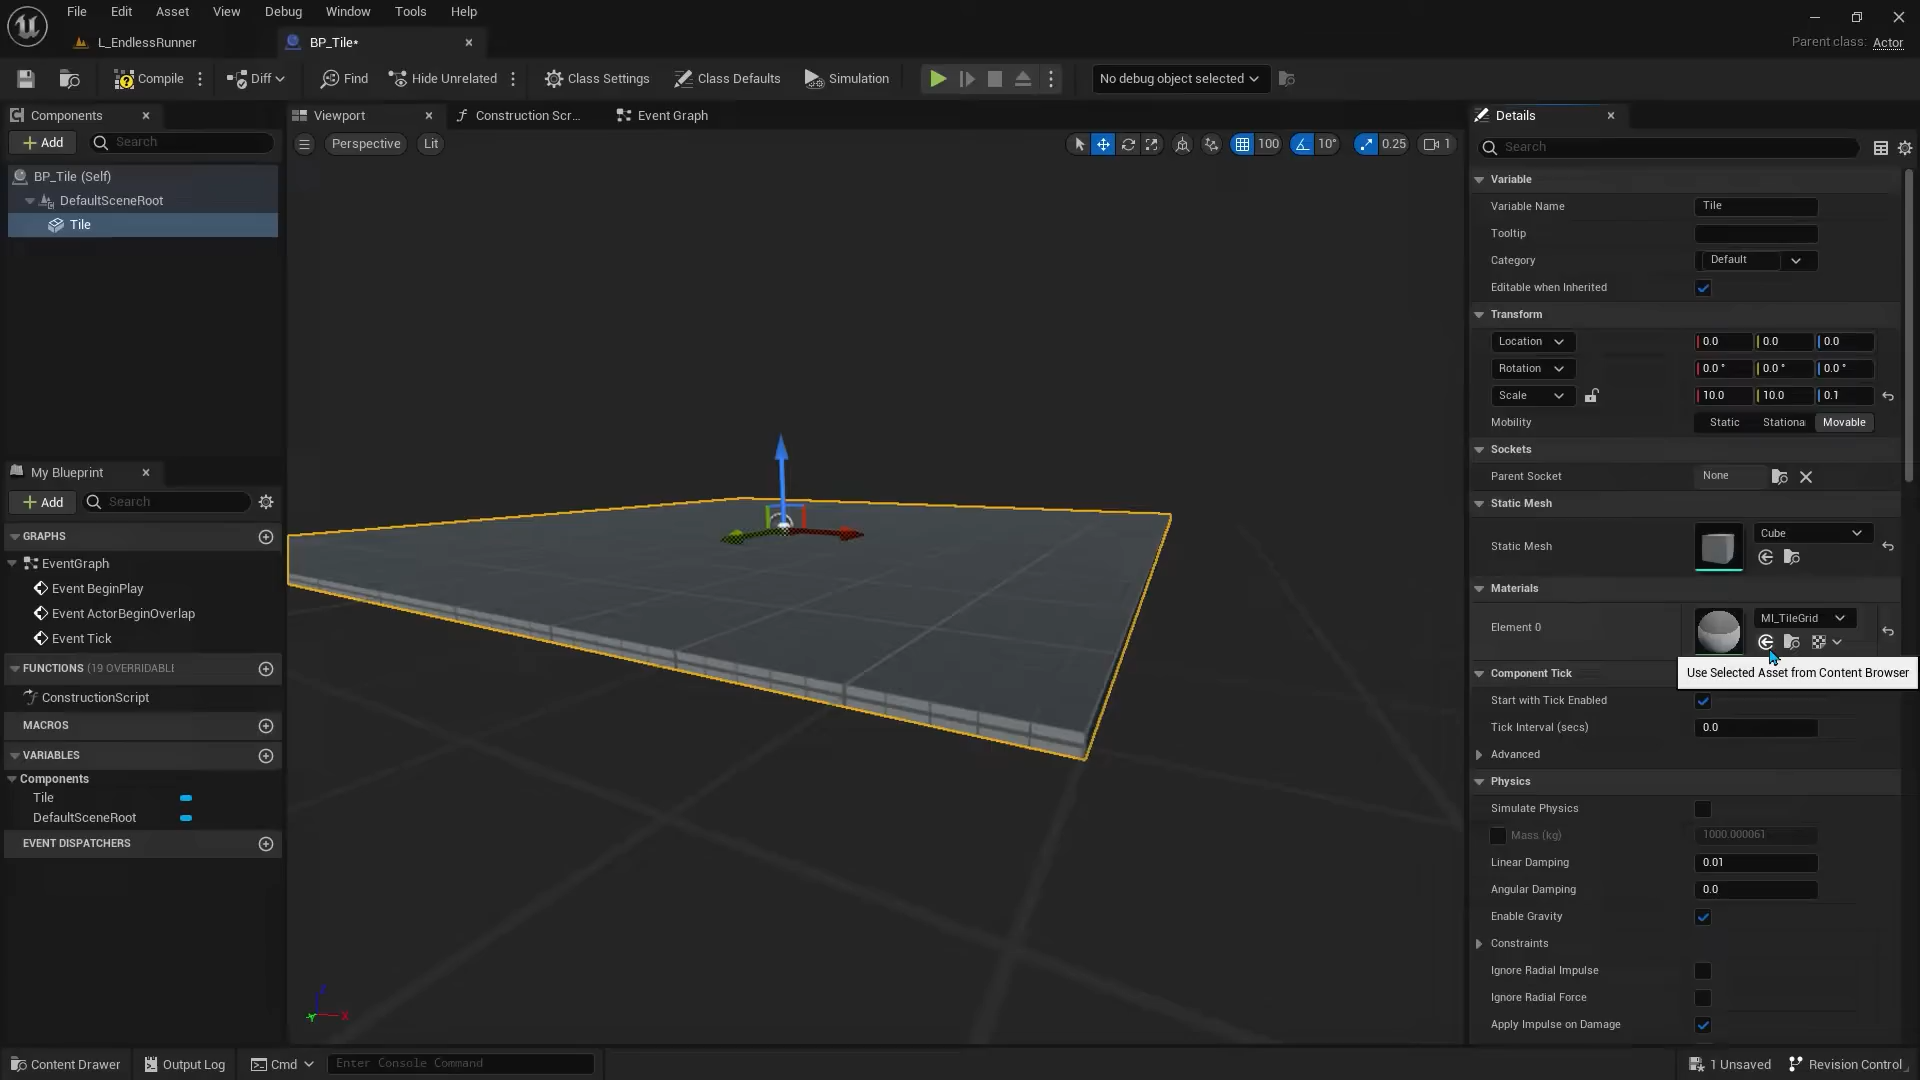 File Edit Asset View Debug Window Tools Help
L_EndlessRunner
BP_Tile*
Parent class: Actor
Compile
Diff
Find
Hide Unrelated
Class Settings
Class Defaults
Simulation
No debug object selected
Components
Add
Search
BP_Tile (Self)
DefaultSceneRoot
Tile
My Blueprint
Add
Search
GRAPHS
EventGraph
Event BeginPlay
Event ActorBeginOverlap
Event Tick
FUNCTIONS (19 OVERRIDABLE
ConstructionScript
MACROS
VARIABLES
Components
Tile
DefaultSceneRoot
EVENT DISPATCHERS
Viewport
Construction Scr...
Event Graph
Perspective
Lit
100
10°
0.25
1
Z
X
Details
Search
Variable
Variable Name Tile
Tooltip
Category Default
Editable when Inherited
Transform
Location 0.0 0.0 0.0
Rotation 0.0 ° 0.0 ° 0.0 °
Scale 10.0 10.0 0.1
Mobility Static Stationa Movable
Sockets
Parent Socket None
Static Mesh
Static Mesh Cube
Materials
Element 0 MI_TileGrid
Use Selected Asset from Content Browser
Component Tick
Start with Tick Enabled
Tick Interval (secs) 0.0
Advanced
Physics
Simulate Physics
Mass (kg) 1000.000061
Linear Damping 0.01
Angular Damping 0.0
Enable Gravity
Constraints
Ignore Radial Impulse
Ignore Radial Force
Apply Impulse on Damage
Content Drawer
Output Log
Cmd
Enter Console Command
1 Unsaved
Revision Control